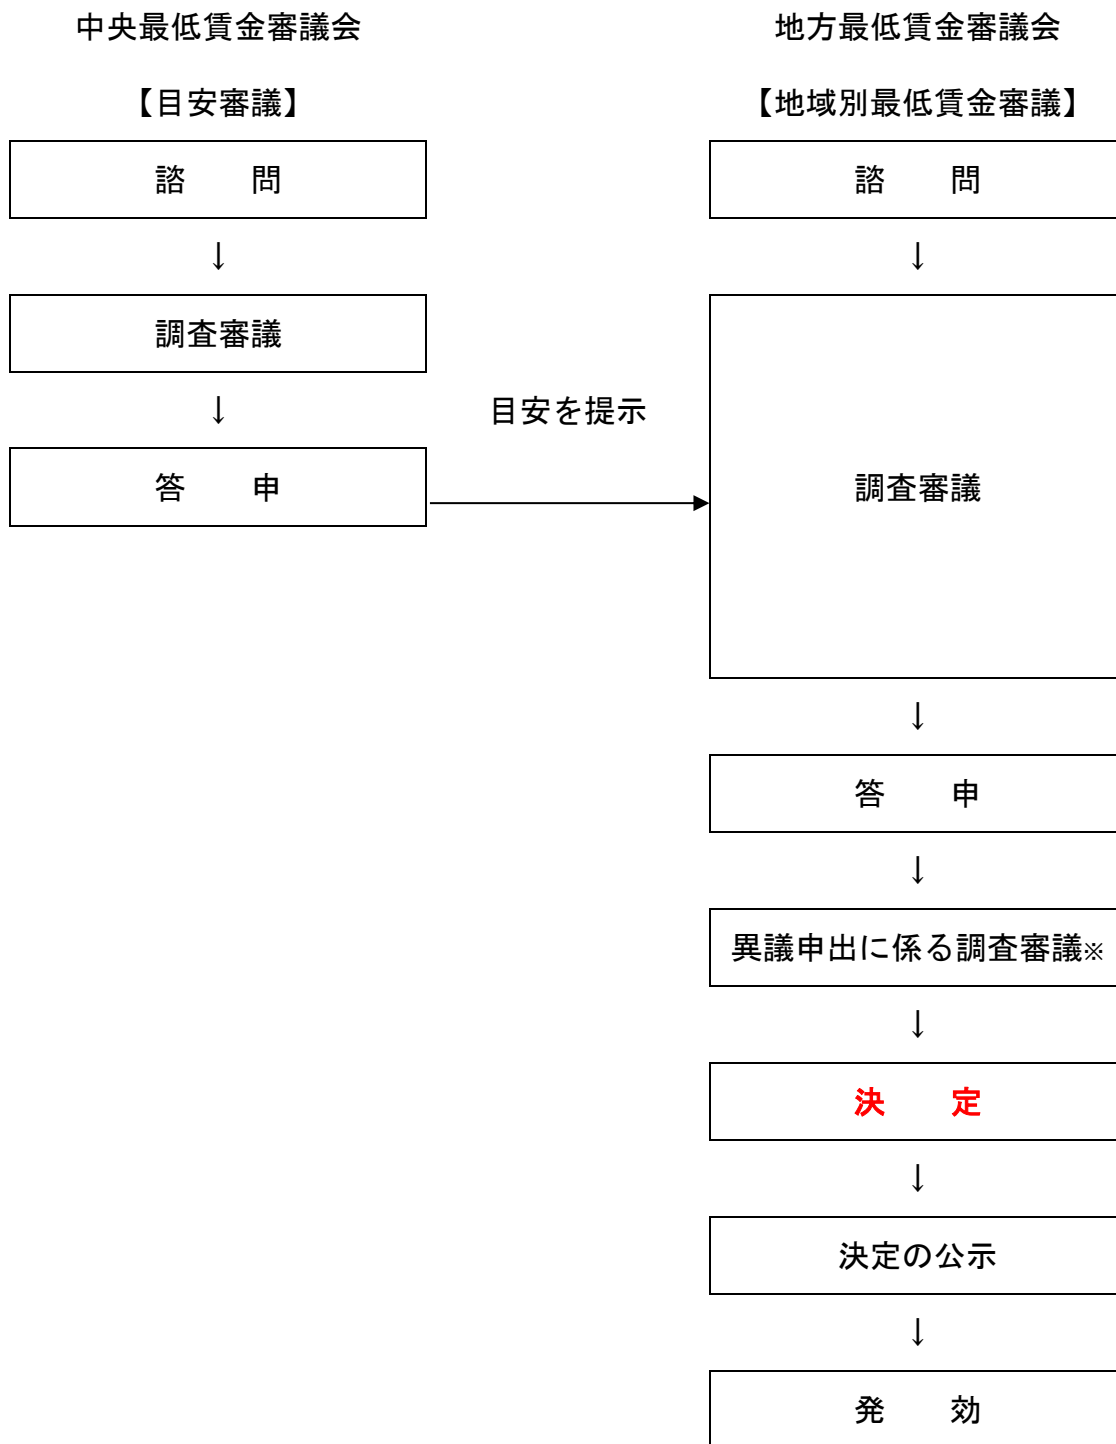 中央最低賃金審議会
【目安審議】
諮　　問
↓
調査審議
↓
答　　申
目安を提示
地方最低賃金審議会
【地域別最低賃金審議】
諮　　問
↓
調査審議
↓
答　　申
↓
異議申出に係る調査審議※
↓
決　　定
↓
決定の公示
↓
発　　効